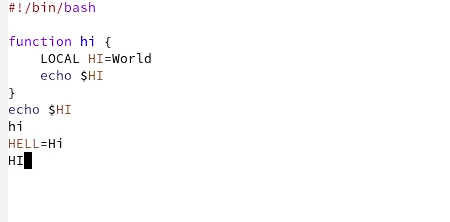 #!/bin/bash
function hi {
LOCAL HI=World
echo $HI
}
echo $HI
hi
HELL=Hi
HI